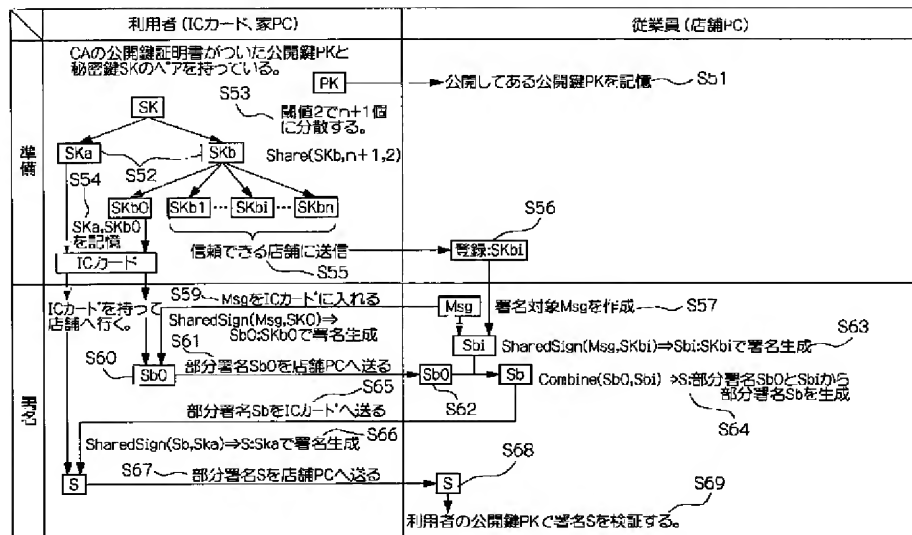 利用者(ICカード、家PC)
従業員(店舗PC)
準備
CAの公開鍵証明書がついた公開鍵PKと
秘密鍵SKのペアを持っている。
PK
公開してある公開鍵PKを記憶
S51
S53
SK
閾値2でn+1個
に分散する。
SKa
SKb
Share(SKb,n+1,2)
S52
S54
SKa,SKb0
を記憶
SKb0
SKb1
…
SKbi
…
SKbn
S56
信頼できる店舗に送信
登録:SKbi
S55
ICカード
ICカードを持って
店舗へ行く。
S59
MsgをICカードに入れる
Msg
署名対象Msgを作成
S57
SharedSign(Msg,SK0)⇒
Sb0:SKb0で署名生成
Sbi
SharedSign(Msg,SKbi)⇒Sbi:SKbiで署名生成
S63
S60
S61
Sb0
部分署名Sb0を店舗PCへ送る
Sb0
Sb
Combine(Sb0,Sbi) ⇒S:部分署名Sb0とSbiから
部分署名Sbを生成
S65
S62
S64
部分署名SbをICカードへ送る
SharedSign(Sb,Ska)⇒S:Skaで署名生成
S66
S67
部分署名Sを店舗PCへ送る
S68
S
S
S69
利用者の公開鍵PKで署名Sを検証する。